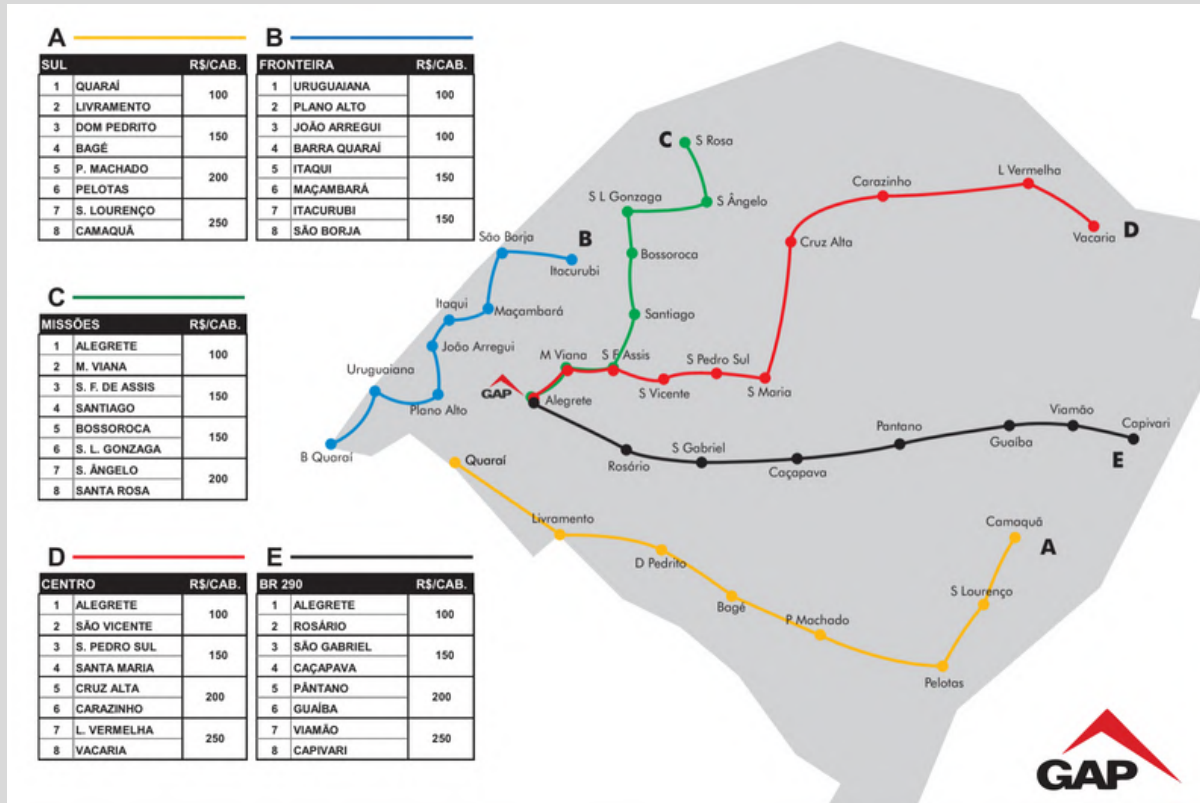 A
SUL R$/CAB.
1 QUARAÍ 100
2 LIVRAMENTO
3 DOM PEDRITO 150
4 BAGÉ
5 P. MACHADO 200
6 PELOTAS
7 S. LOURENÇO 250
8 CAMAQUÃ
B
FRONTEIRA R$/CAB.
1 URUGUAIANA 100
2 PLANO ALTO
3 JOÃO ARREGUI 100
4 BARRA QUARAÍ
5 ITAQUI 150
6 MAÇAMBARÁ
7 ITACURUBI 150
8 SÃO BORJA
C
MISSÕES R$/CAB.
1 ALEGRETE 100
2 M. VIANA
3 S. F. DE ASSIS 150
4 SANTIAGO
5 BOSSOROCA 150
6 S. L. GONZAGA
7 S. ÂNGELO 200
8 SANTA ROSA
D
CENTRO R$/CAB.
1 ALEGRETE 100
2 SÃO VICENTE
3 S. PEDRO SUL 150
4 SANTA MARIA
5 CRUZ ALTA 200
6 CARAZINHO
7 L. VERMELHA 250
8 VACARIA
E
BR 290 R$/CAB.
1 ALEGRETE 100
2 ROSÁRIO
3 SÃO GABRIEL 150
4 CAÇAPAVA
5 PÂNTANO 200
6 GUAÍBA
7 VIAMÃO 250
8 CAPIVARI
C
S Rosa
S L Gonzaga
S Ângelo
Bossoroca
Santiago
Carazinho
L Vermelha
Vacaria
D
Cruz Alta
São Borja
B
Itacurubi
Itaqui
Maçambará
João Arregui
Uruguaiana
Plano Alto
B Quaraí
M Viana
S F Assis
S Vicente
S Pedro Sul
S Maria
GAP
Alegrete
Rosário
S Gabriel
Caçapava
Pantano
Guaíba
Viamão
Capivari
E
Quaraí
Livramento
D Pedrito
Bagé
P Machado
Pelotas
S Lourenço
Camaquã
A
GAP